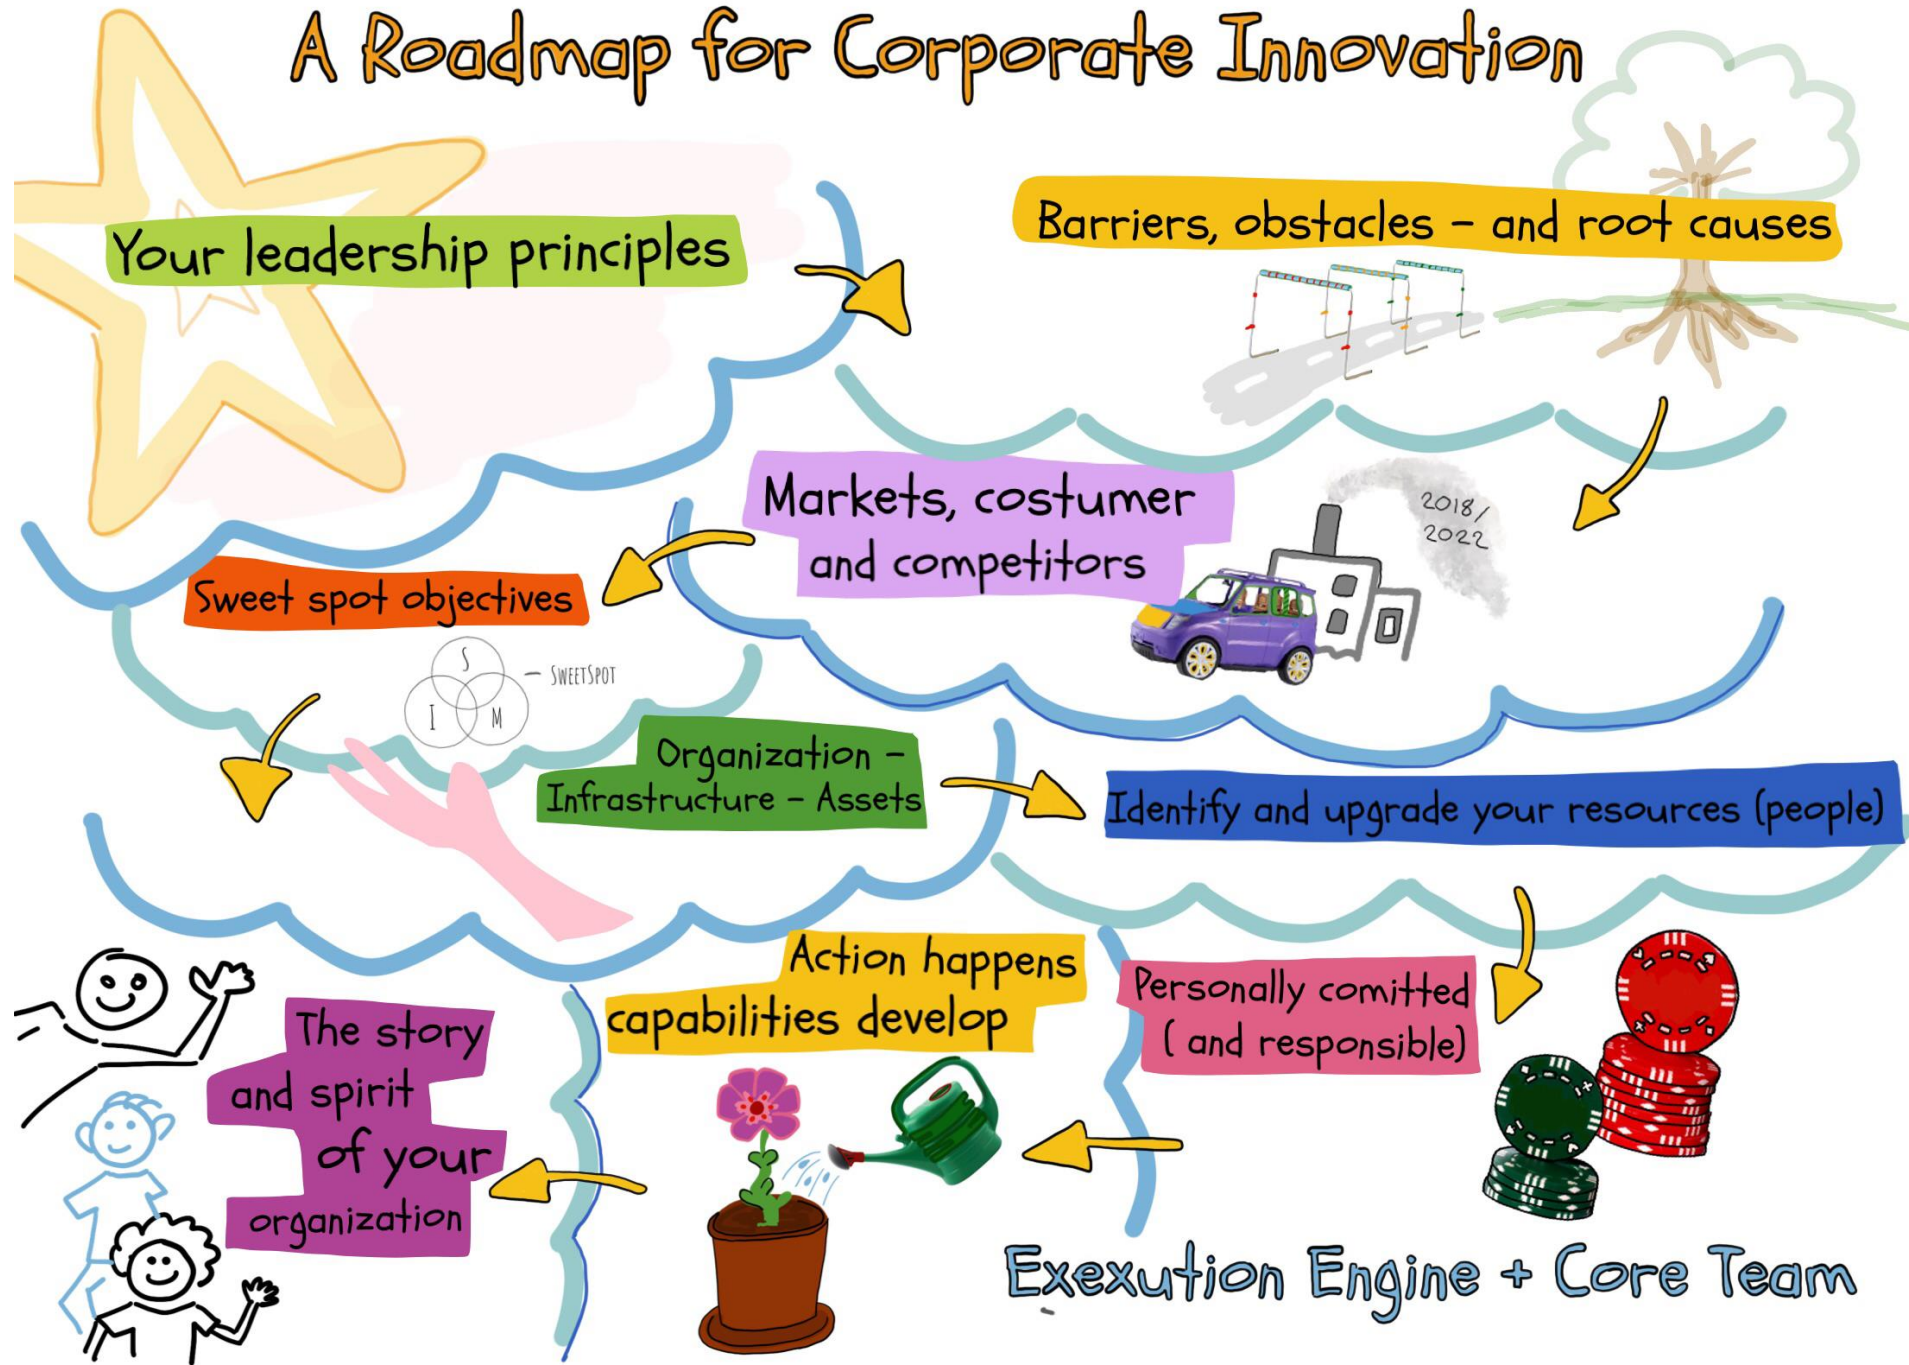 A Roadmap for Corporate Innovation
Your leadership principles
Barriers, obstacles - and root causes
Markets, costumer
and competitors
2018/
2022
Sweet spot objectives
S
I
M
- SWEETSPOT
Organization -
Infrastructure - Assets
Identify and upgrade your resources (people)
Personally comitted
( and responsible)
Action happens
capabilities develop
The story
and spirit
of your
organization
Exexution Engine + Core Team